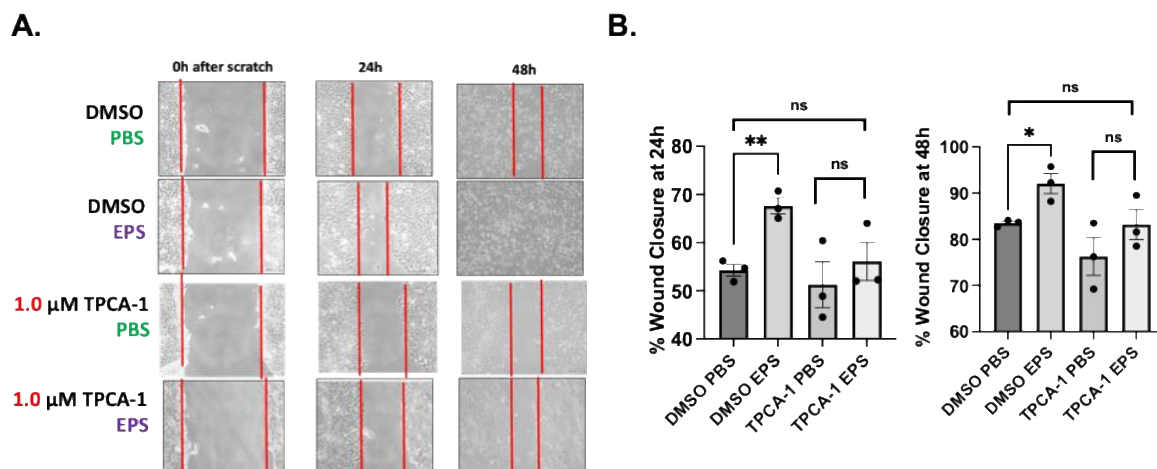 A.
B.
0h after scratch
24h
48h
DMSO
PBS
DMSO
EPS
1.0 µM TPCA-1
PBS
1.0 µM TPCA-1
EPS
% Wound Closure at 24h
80
70
60
50
40
ns
**
ns
DMSO PBS
DMSO EPS
TPCA-1 PBS
TPCA-1 EPS
% Wound Closure at 48h
100
90
80
70
60
ns
*
ns
DMSO PBS
DMSO EPS
TPCA-1 PBS
TPCA-1 EPS